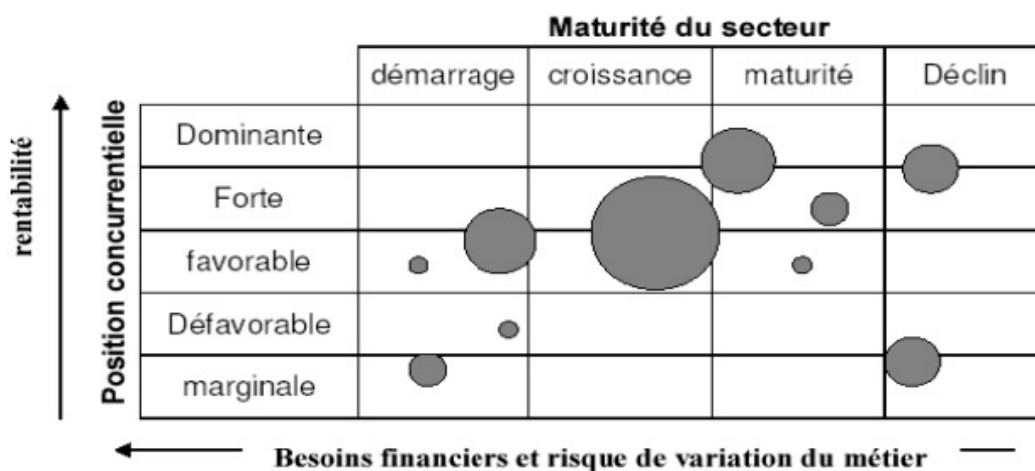 Maturité du secteur
démarrage croissance maturité Déclin
rentabilité
Position concurrentielle
Dominante
Forte
favorable
Défavorable
marginale
Besoins financiers et risque de variation du métier